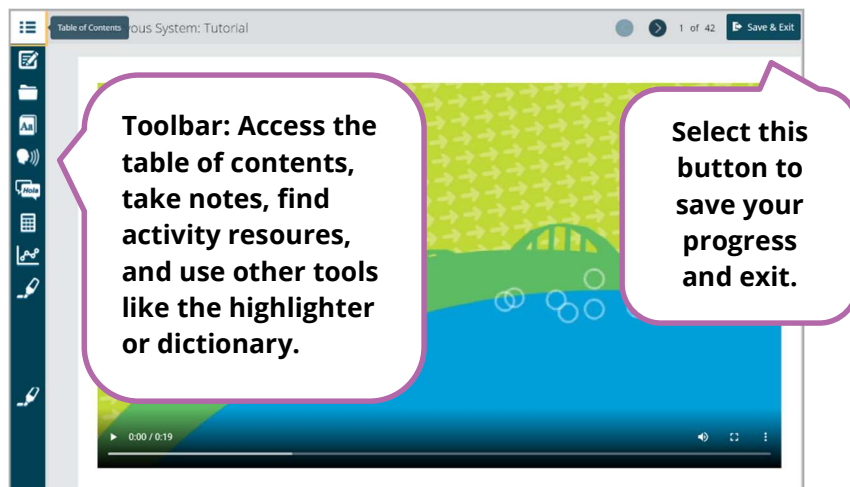 Table of Contents
vous System: Tutorial
1 of 42
Save & Exit
Toolbar: Access the
table of contents,
take notes, find
activity resoures,
and use other tools
like the highlighter
or dictionary.
Select this
button to
save your
progress
and exit.
Aa
Hola
0:00 / 0:19